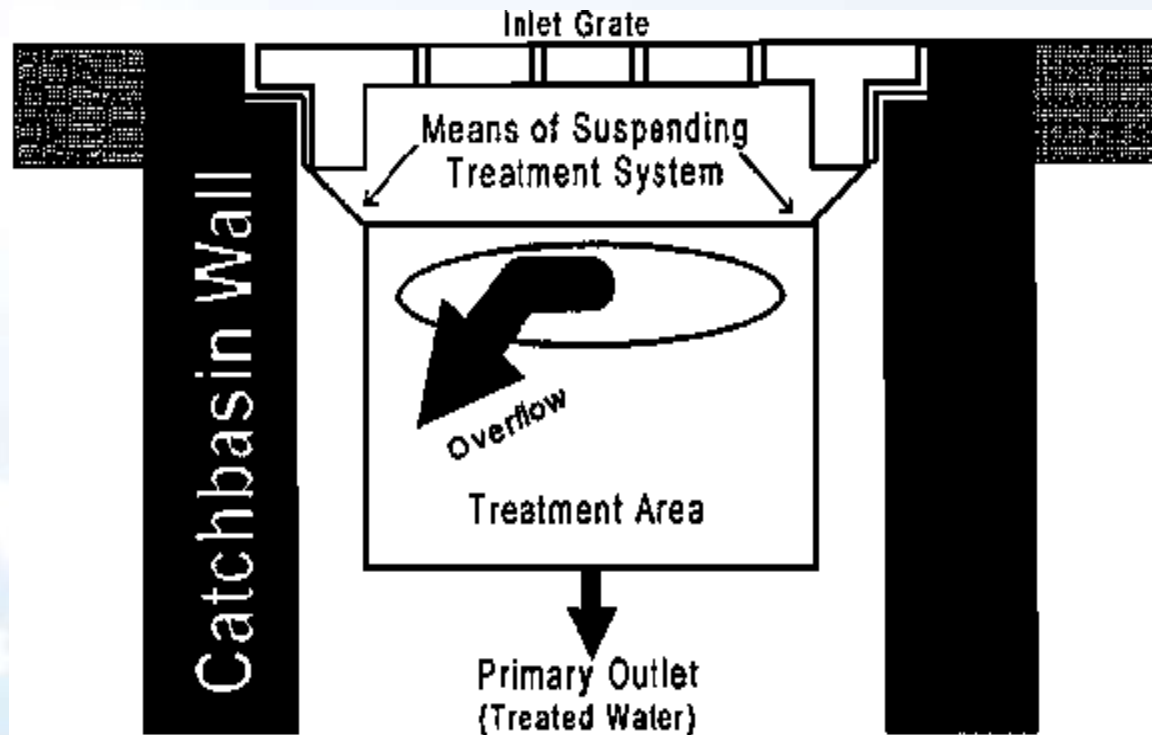 Inlet Grate
Means of Suspending
Treatment System
Catchbasin Wall
Overflow
Treatment Area
Primary Outlet
(Treated Water)